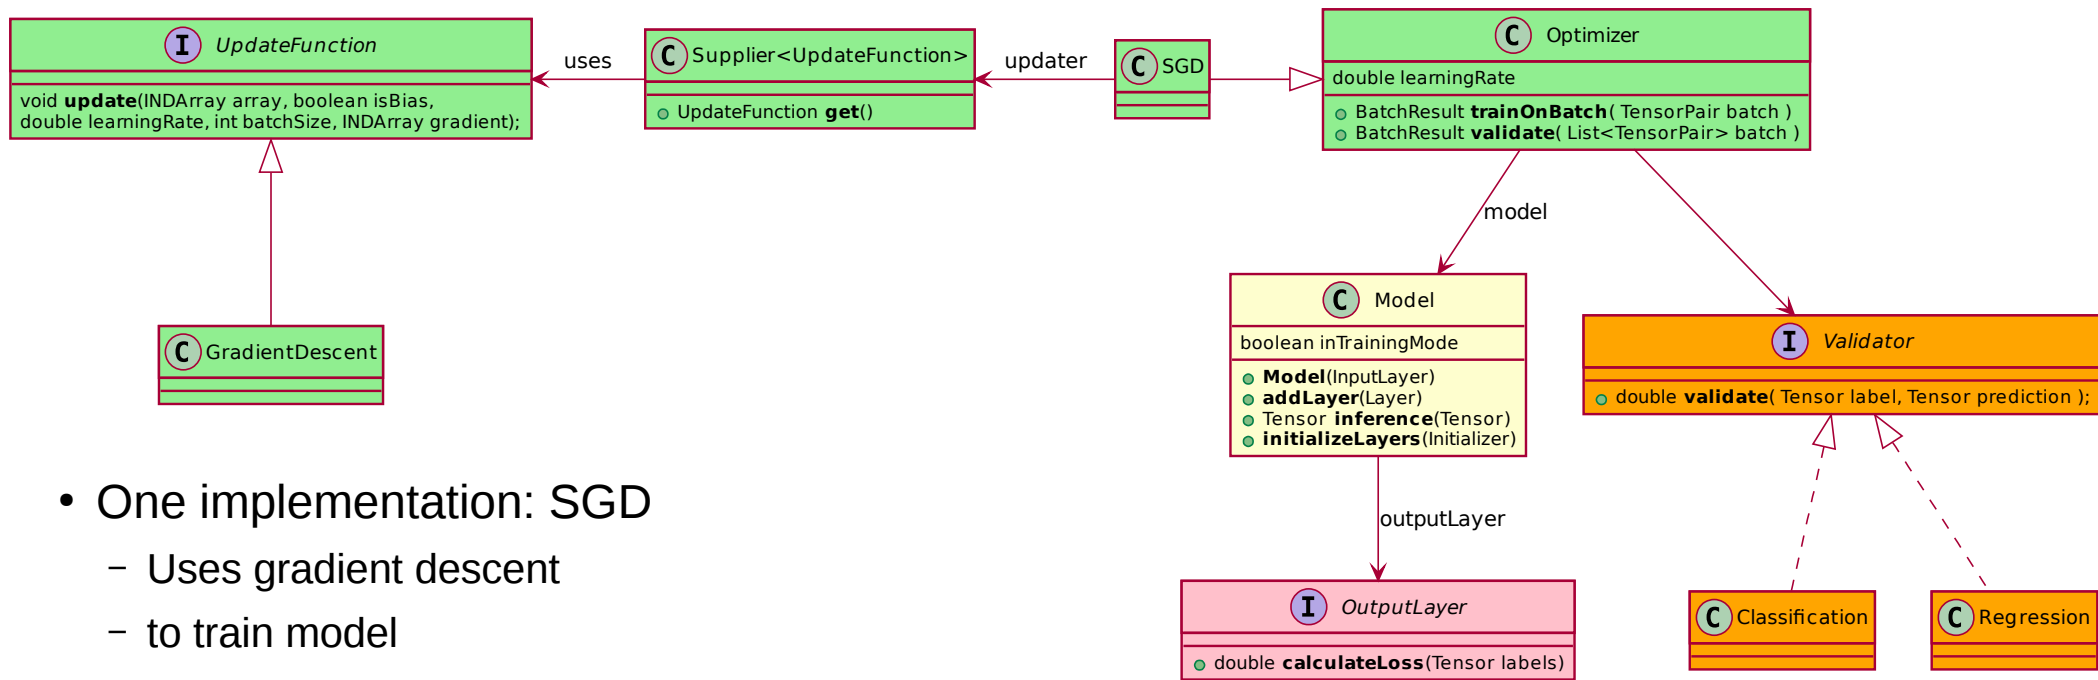 I UpdateFunction
void update(INDArray array, boolean isBias,
double learningRate, int batchSize, INDArray gradient);
uses
C Supplier<UpdateFunction>
UpdateFunction get()
updater
C SGD
C Optimizer
double learningRate
BatchResult trainOnBatch( TensorPair batch )
BatchResult validate( List<TensorPair> batch )
C GradientDescent
model
C Model
boolean inTrainingMode
Model(InputLayer)
addLayer(Layer)
Tensor inference(Tensor)
initializeLayers(Initializer)
I Validator
double validate( Tensor label, Tensor prediction );
outputLayer
I OutputLayer
double calculateLoss(Tensor labels)
C Classification
C Regression
• One implementation: SGD
– Uses gradient descent
– to train model